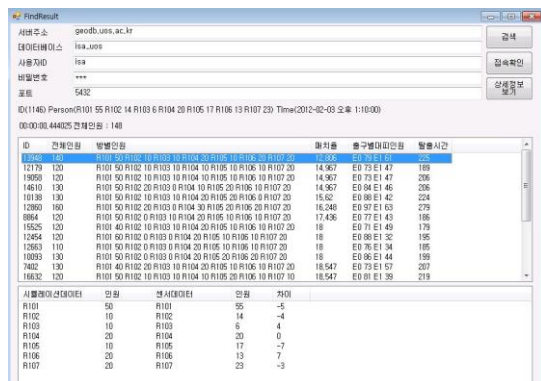 FindResult
서버주소 geodb,uos,ac,kr 검색
데이터베이스 isa_uos
사용자ID isa 접속확인
비밀번호 ***
포트 5432 상세정보 보기
ID(1146) Person(R101 55 R102 14 R103 6 R104 20 R105 17 R106 13 R107 23) Time(2012-02-03 오후 1:10:00)
00:00:00,444025 전체인원 : 148
ID 전체인원 방별인원 매치율 출구별대피인원 탈출시간
13948 140 R101 50 R102 10 R103 10 R104 20 R105 10 R106 20 R107 20 12,806 E0 79 E1 61 225
12179 120 R101 50 R102 10 R103 10 R104 10 R105 10 R106 10 R107 20 14,967 E0 73 E1 47 189
19058 120 R101 50 R102 10 R103 10 R104 10 R105 10 R106 10 R107 20 14,967 E0 73 E1 47 206
14610 130 R101 50 R102 20 R103 0 R104 10 R105 20 R106 10 R107 20 14,967 E0 84 E1 46 206
10138 130 R101 50 R102 10 R103 10 R104 20 R105 20 R106 0 R107 20 15,62 E0 88 E1 42 224
12860 160 R101 50 R102 20 R103 0 R104 30 R105 20 R106 20 R107 20 16,248 E0 97 E1 63 279
8864 120 R101 50 R102 0 R103 10 R104 20 R105 10 R106 10 R107 20 17,436 E0 77 E1 43 186
15525 120 R101 40 R102 10 R103 10 R104 20 R105 10 R106 10 R107 20 18 E0 71 E1 49 179
12454 120 R101 60 R102 0 R103 0 R104 20 R105 10 R106 10 R107 20 18 E0 88 E1 32 195
12663 110 R101 50 R102 10 R103 0 R104 20 R105 10 R106 10 R107 10 18 E0 76 E1 34 185
10093 130 R101 50 R102 0 R103 0 R104 20 R105 20 R106 20 R107 20 18 E0 86 E1 44 199
7402 130 R101 40 R102 20 R103 10 R104 20 R105 10 R106 10 R107 20 18,547 E0 73 E1 57 207
16632 120 R101 50 R102 10 R103 10 R104 20 R105 10 R106 10 R107 10 18,547 E0 81 E1 39 219
시뮬레이션데이터 인원 센서데이터 인원 차이
R101 50 R101 55 -5
R102 10 R102 14 -4
R103 10 R103 6 4
R104 20 R104 20 0
R105 10 R105 17 -7
R106 20 R106 13 7
R107 20 R107 23 -3